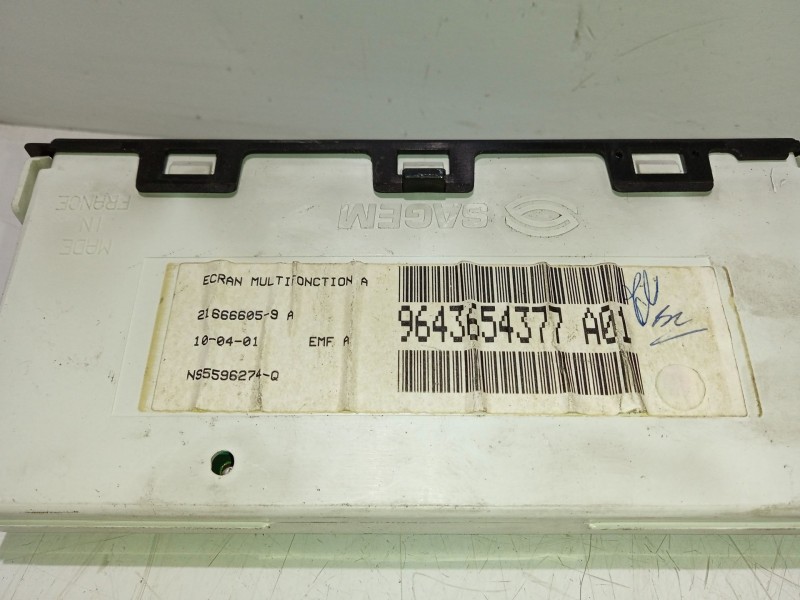 MADE
IN
FRANCE
SAGEM
ECRAN MULTIFONCTION A
21666605-9 A
10-04-01 EMF A
NS5596274-Q
9643654377 A01